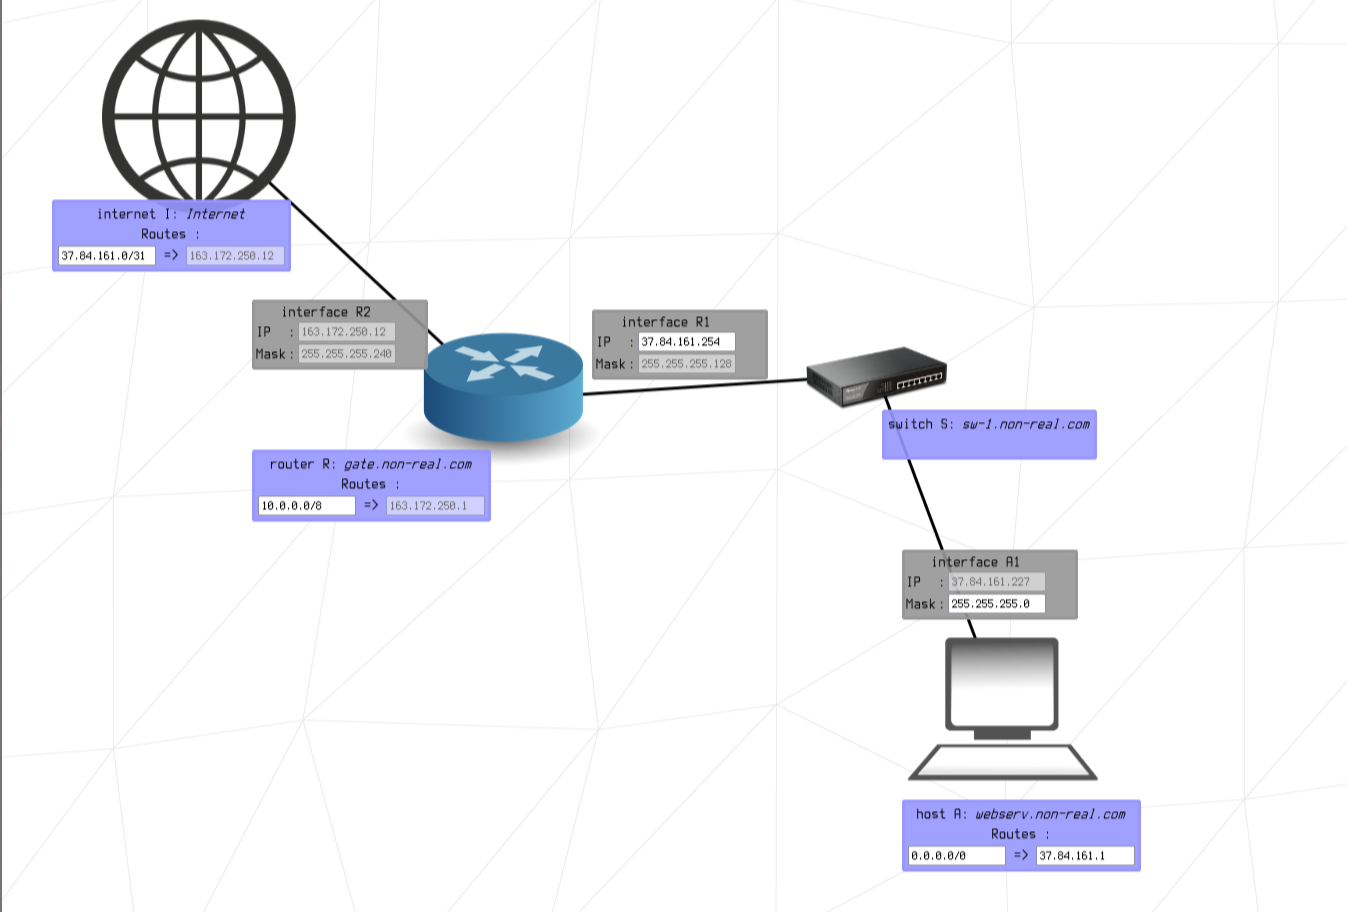 internet I: Internet
Routes :
37.84.161.0/31 => 163.172.250.12
interface R2
IP : 163.172.250.12
Mask : 255.255.255.240
interface R1
IP : 37.84.161.254
Mask : 255.255.255.128
switch S: sw-1.non-real.com
router R: gate.non-real.com
Routes :
10.0.0.0/8 => 163.172.250.1
interface A1
IP : 37.84.161.227
Mask : 255.255.255.0
host A: webserv.non-real.com
Routes :
0.0.0.0/0 => 37.84.161.1